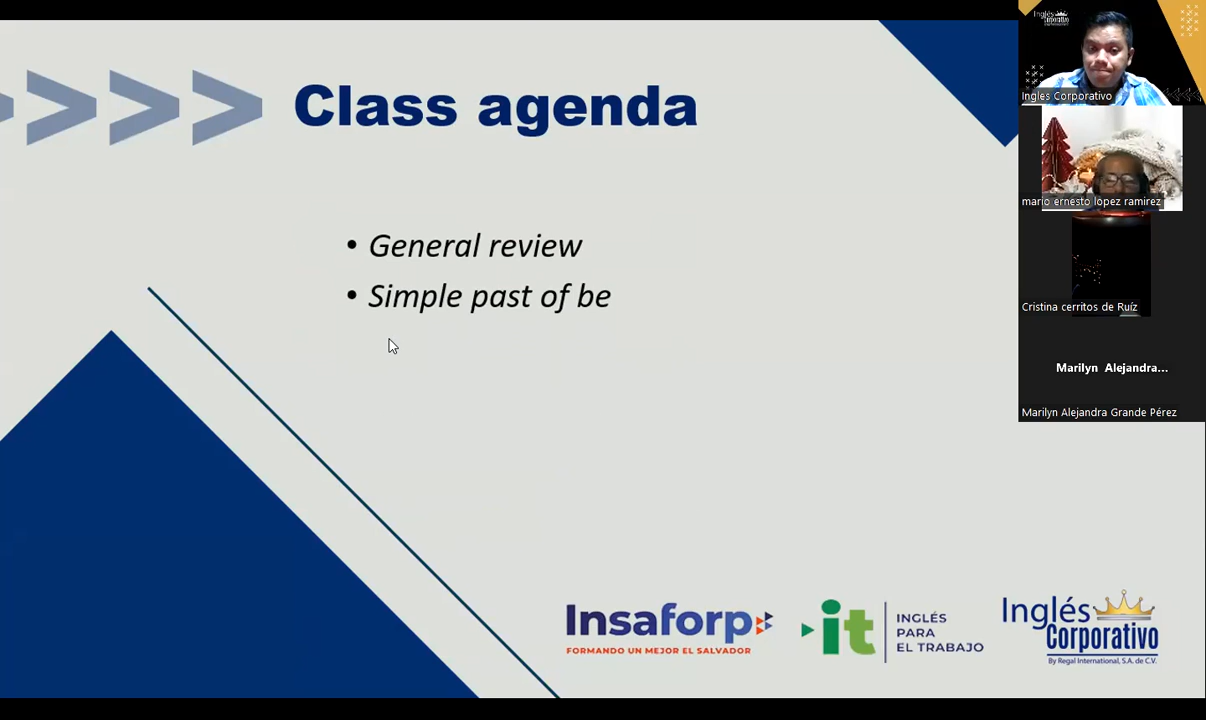 Class agenda
• General review
• Simple past of be
Insaforp
FORMANDO UN MEJOR EL SALVADOR
it
INGLÉS
PARA
EL TRABAJO
Inglés
Corporativo
By Regal International, S.A. de C.V.
Inglés Corporativo
mario ernesto lopez ramirez
Cristina cerritos de Ruíz
Marilyn Alejandra...
Marilyn Alejandra Grande Pérez